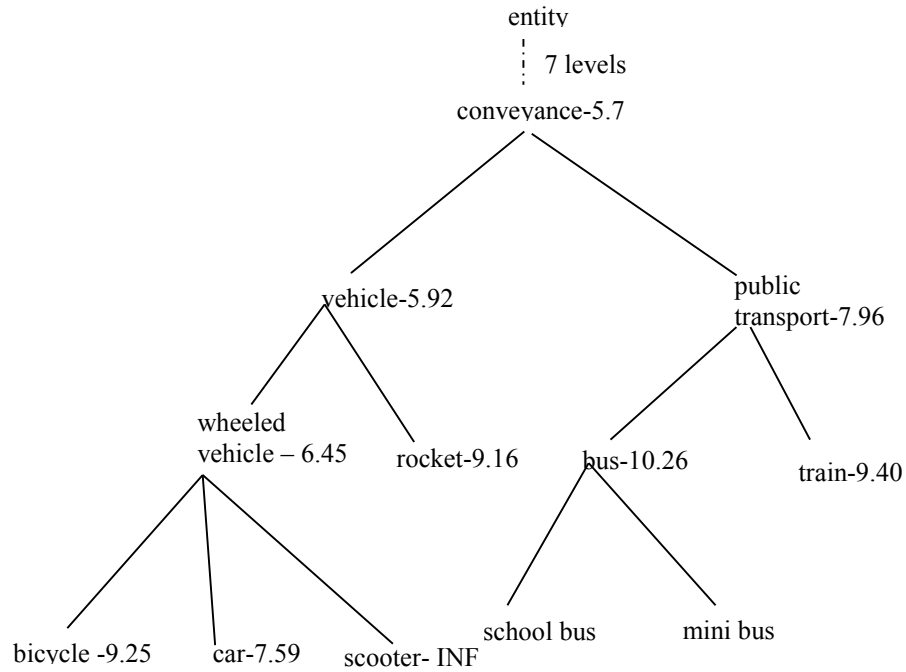 entity
7 levels
conveyance-5.7
vehicle-5.92
public
transport-7.96
wheeled
vehicle – 6.45
rocket-9.16
bus-10.26
train-9.40
bicycle -9.25
car-7.59
scooter- INF
school bus
mini bus